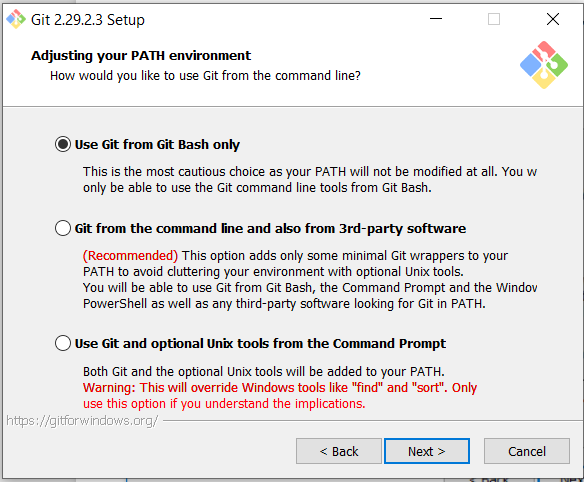 Git 2.29.2.3 Setup
Adjusting your PATH environment
How would you like to use Git from the command line?
Use Git from Git Bash only
This is the most cautious choice as your PATH will not be modified at all. You w
only be able to use the Git command line tools from Git Bash.
Git from the command line and also from 3rd-party software
(Recommended) This option adds only some minimal Git wrappers to your
PATH to avoid cluttering your environment with optional Unix tools.
You will be able to use Git from Git Bash, the Command Prompt and the Window
PowerShell as well as any third-party software looking for Git in PATH.
Use Git and optional Unix tools from the Command Prompt
Both Git and the optional Unix tools will be added to your PATH.
Warning: This will override Windows tools like "find" and "sort". Only
use this option if you understand the implications.
https://gitforwindows.org/
< Back Next > Cancel